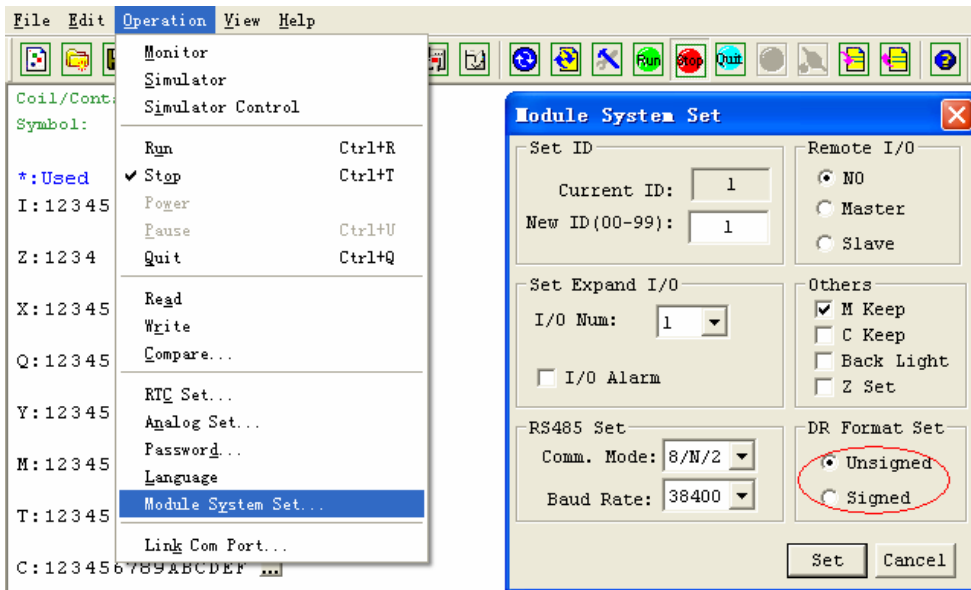 File Edit Operation View Help
Run
Stop
Quit
Coil/Cont
Symbol:
*:Used
I:12345
Z:1234
X:12345
Q:12345
Y:12345
M:12345
T:12345
C:123456789ABCDEF ...
Monitor
Simulator
Simulator Control
Run Ctrl+R
Stop Ctrl+T
Power
Pause Ctrl+U
Quit Ctrl+Q
Read
Write
Compare...
RTC Set...
Analog Set...
Password...
Language
Module System Set...
Link Com Port...
Module System Set
Set ID
Current ID: 1
New ID(00-99): 1
Remote I/O
NO
Master
Slave
Set Expand I/O
I/O Num: 1
I/O Alarm
Others
M Keep
C Keep
Back Light
Z Set
RS485 Set
Comm. Mode: 8/N/2
Baud Rate: 38400
DR Format Set
Unsigned
Signed
Set Cancel